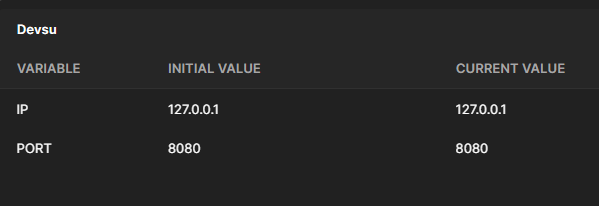 Devsu
VARIABLE INITIAL VALUE CURRENT VALUE
IP 127.0.0.1 127.0.0.1
PORT 8080 8080